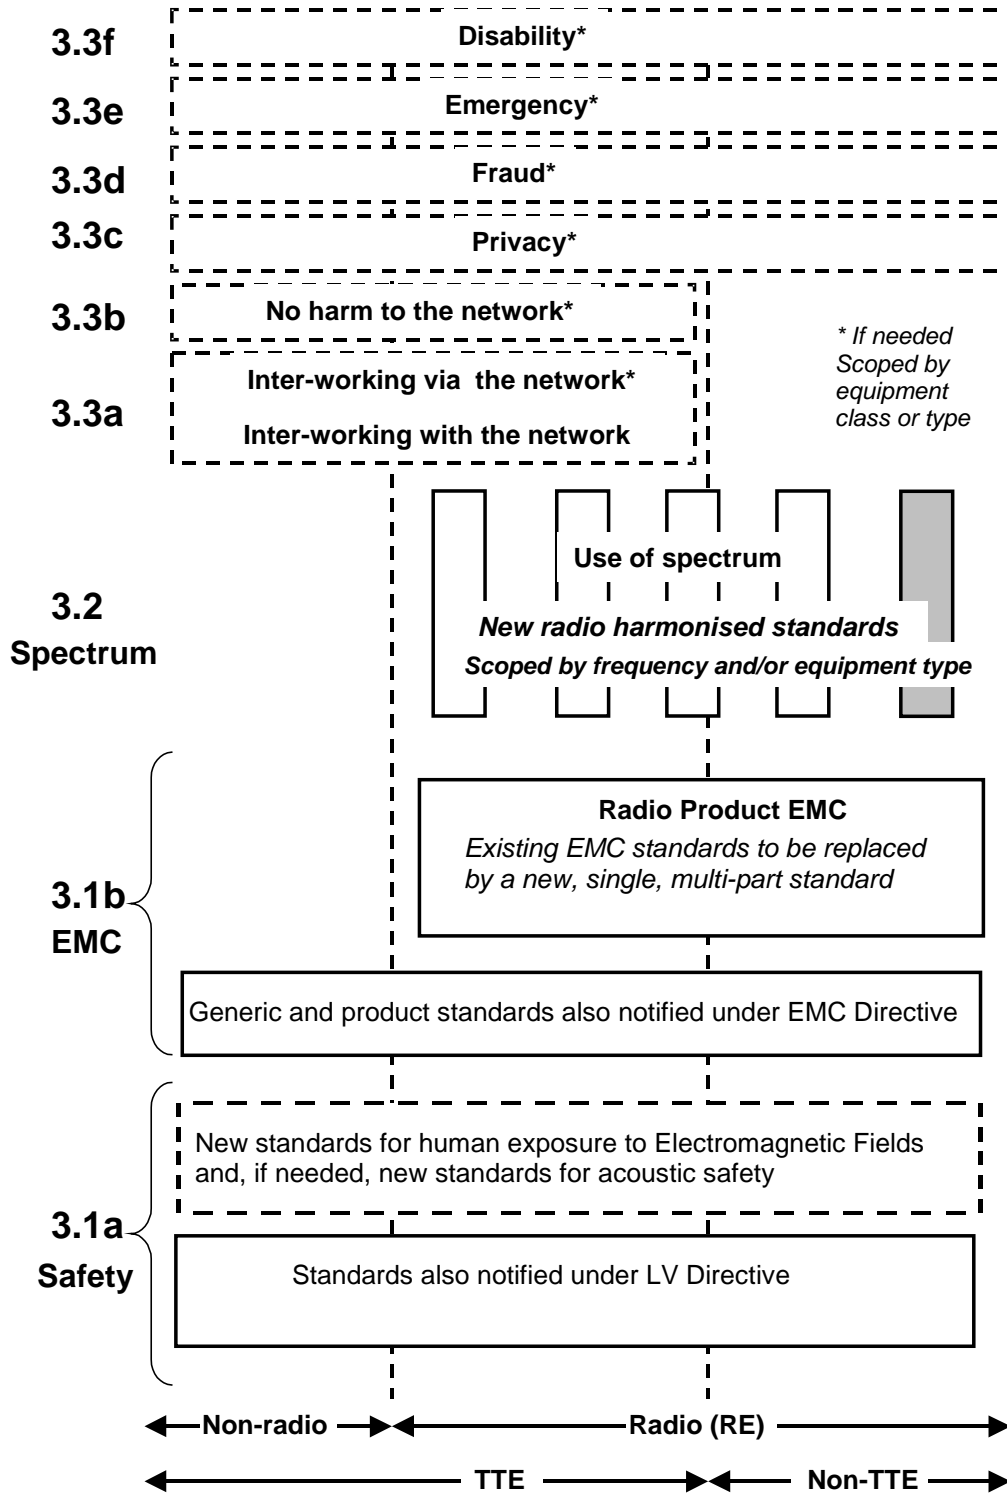 3.3f
Disability*
3.3e
Emergency*
3.3d
Fraud*
3.3c
Privacy*
3.3b
No harm to the network*
* If needed
Scoped by
equipment
class or type
3.3a
Inter-working via the network*
Inter-working with the network
3.2
Spectrum
Use of spectrum
New radio harmonised standards
Scoped by frequency and/or equipment type
3.1b
EMC
Radio Product EMC
Existing EMC standards to be replaced
by a new, single, multi-part standard
Generic and product standards also notified under EMC Directive
3.1a
Safety
New standards for human exposure to Electromagnetic Fields
and, if needed, new standards for acoustic safety
Standards also notified under LV Directive
Non-radio
Radio (RE)
TTE
Non-TTE